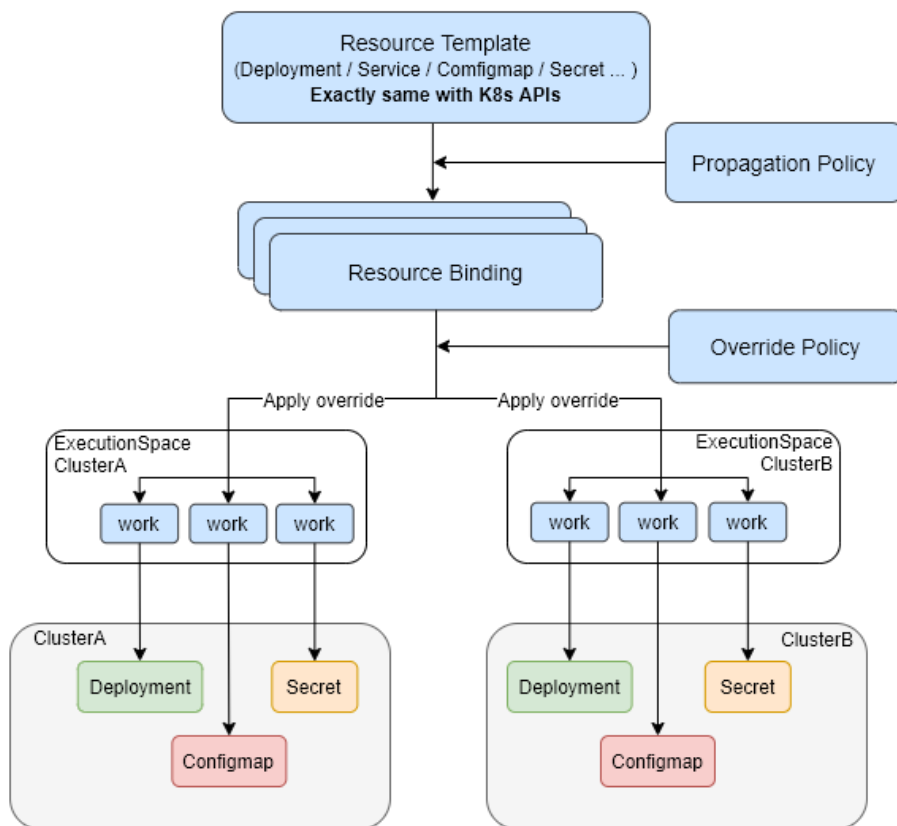 Resource Template
(Deployment / Service / Comfigmap / Secret ... )
Exactly same with K8s APIs
Propagation Policy
Resource Binding
Override Policy
Apply override
Apply override
ExecutionSpace
ClusterA
work
work
work
ExecutionSpace
ClusterB
work
work
work
ClusterA
Deployment
Secret
Configmap
ClusterB
Deployment
Secret
Configmap